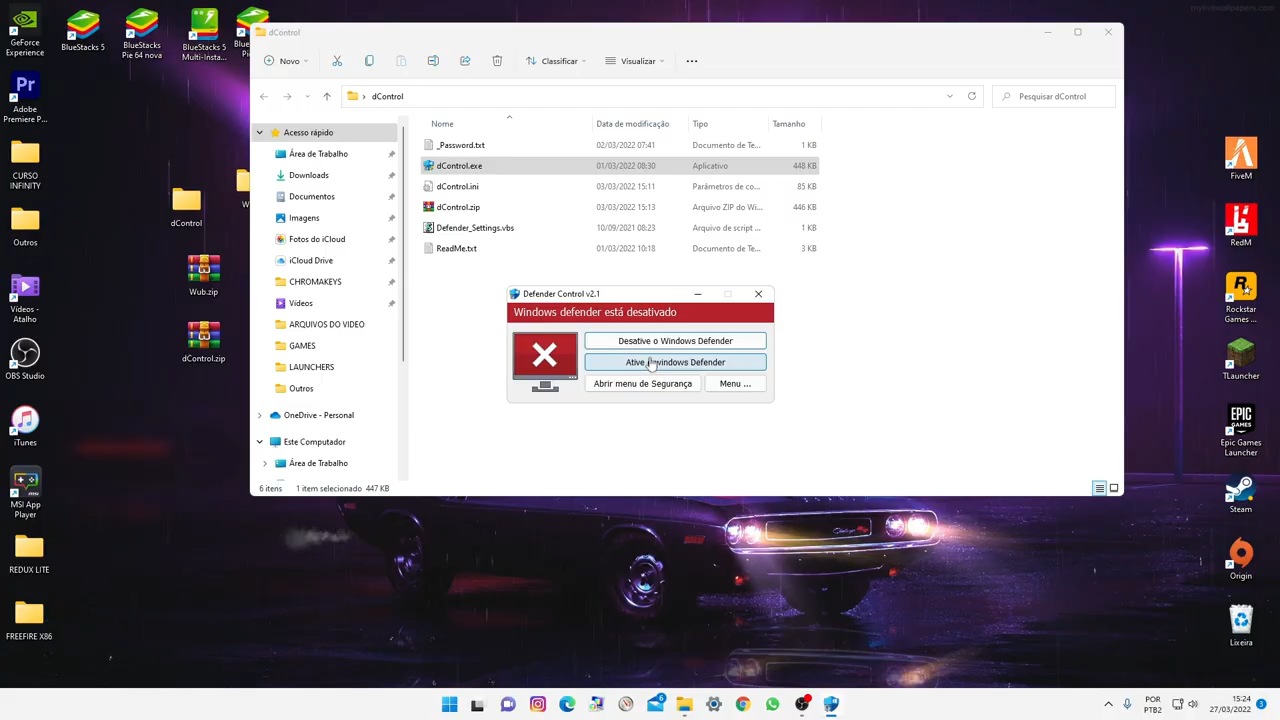 mylivewallpapers.com
GeForce
Experience
BlueStacks 5
BlueStacks
Pie 64 nova
BlueStacks 5
Multi-Insta...
Adobe
Premiere P...
CURSO
INFINITY
dControl
Outros
Wub.zip
Vídeos -
Atalho
dControl.zip
OBS Studio
iTunes
MSI App
Player
REDUX LITE
FREEFIRE X86
dControl
Novo
Classificar
Visualizar
dControl
Pesquisar dControl
Nome
Data de modificação
Tipo
Tamanho
Acesso rápido
Área de Trabalho
Downloads
Documentos
Imagens
Fotos do iCloud
iCloud Drive
CHROMAKEYS
Vídeos
ARQUIVOS DO VIDEO
GAMES
LAUNCHERS
Outros
OneDrive - Personal
Este Computador
Área de Trabalho
_Password.txt 02/03/2022 07:41 Documento de Te... 1 KB
dControl.exe 01/03/2022 08:30 Aplicativo 448 KB
dControl.ini 03/03/2022 15:11 Parâmetros de co... 85 KB
dControl.zip 03/03/2022 15:13 Arquivo ZIP do Wi... 446 KB
Defender_Settings.vbs 10/09/2021 08:23 Arquivo de script ... 1 KB
ReadMe.txt 01/03/2022 10:18 Documento de Te... 3 KB
Defender Control v2.1
Windows defender está desativado
Desative o Windows Defender
Ative windows Defender
Abrir menu de Segurança
Menu ...
6 itens 1 item selecionado 447 KB
FiveM
RedM
Rockstar
Games ...
TLauncher
EPIC
GAMES
Epic Games
Launcher
Steam
Origin
Lixeira
6
POR
PTB2
15:24
27/03/2022
3